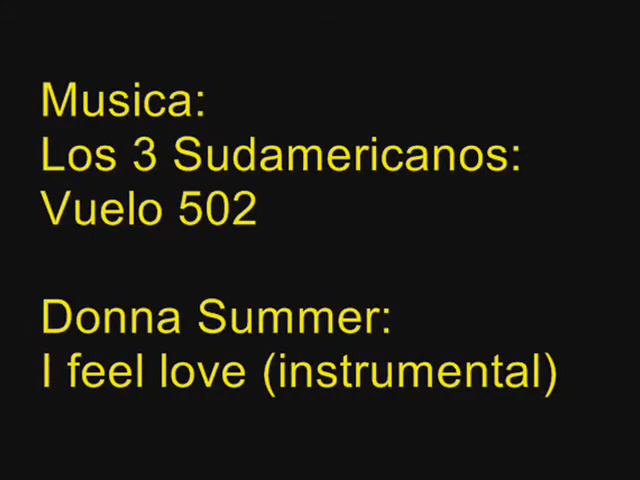 Musica:
Los 3 Sudamericanos:
Vuelo 502
Donna Summer:
I feel love (instrumental)